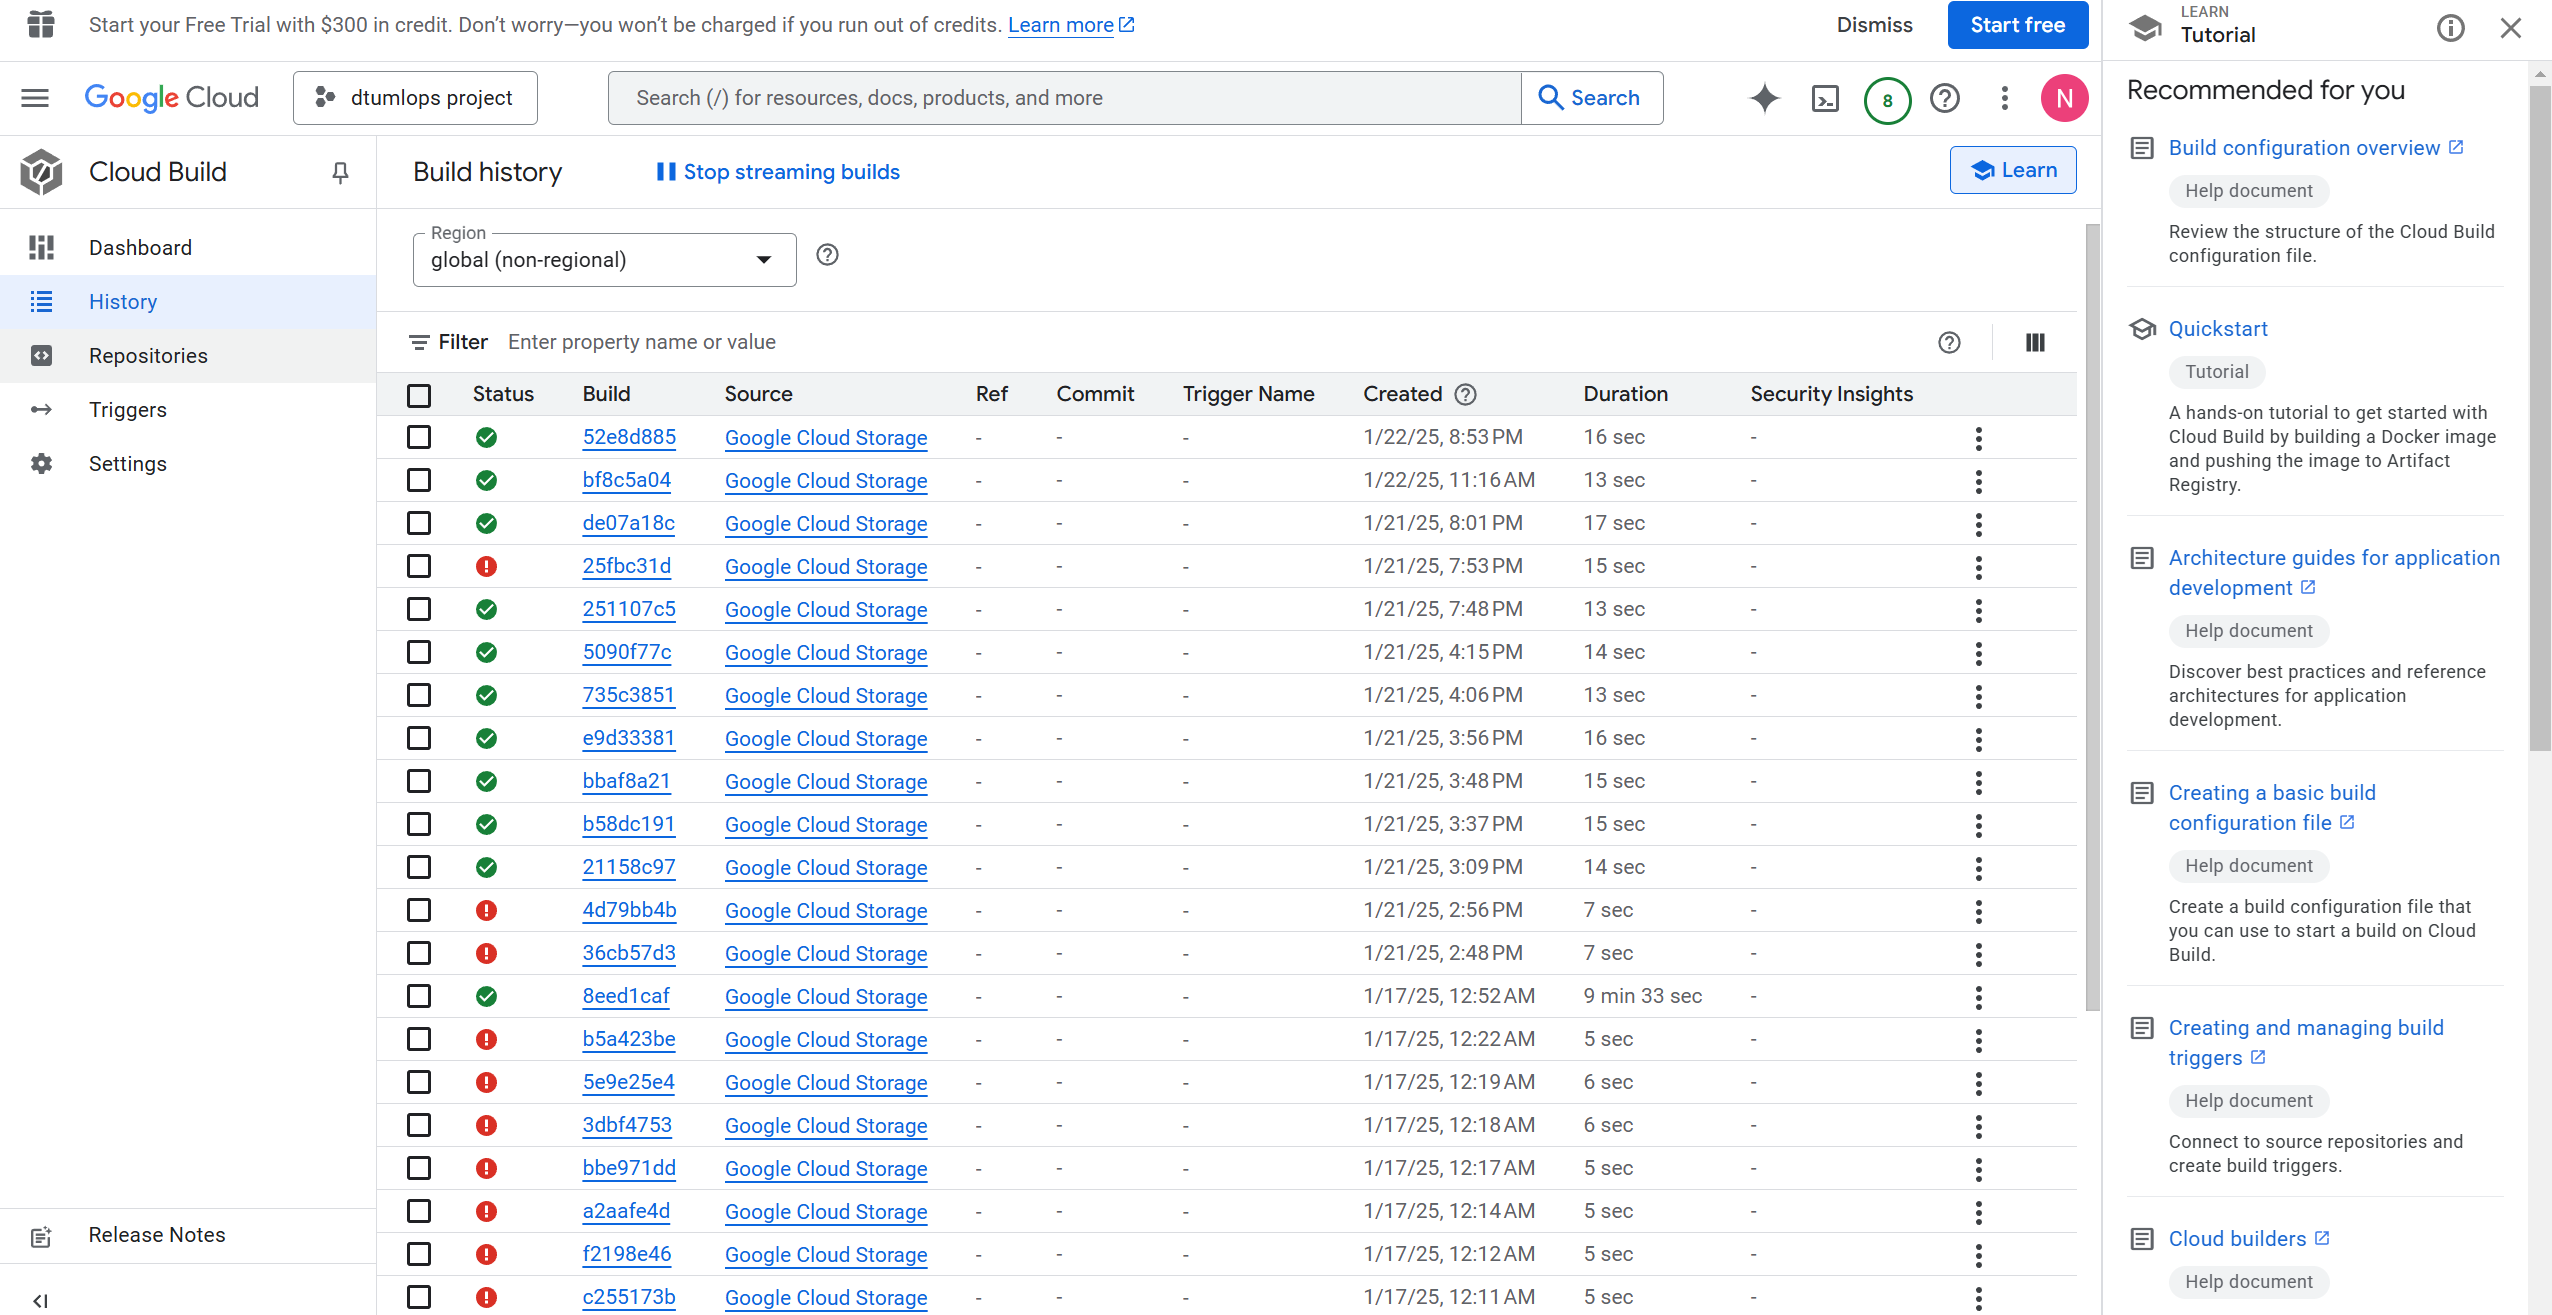 Start your Free Trial with $300 in credit. Don't worry—you won't be charged if you run out of credits. Learn more
Dismiss
Start free
Google Cloud
dtumlops project
Search (/) for resources, docs, products, and more
Search
8
N
Cloud Build
Dashboard
History
Repositories
Triggers
Settings
Release Notes
Build history
Stop streaming builds
Learn
Region
global (non-regional)
Filter Enter property name or value
Status Build Source Ref Commit Trigger Name Created Duration Security Insights
52e8d885 Google Cloud Storage - - - 1/22/25, 8:53 PM 16 sec -
bf8c5a04 Google Cloud Storage - - - 1/22/25, 11:16 AM 13 sec -
de07a18c Google Cloud Storage - - - 1/21/25, 8:01 PM 17 sec -
25fbc31d Google Cloud Storage - - - 1/21/25, 7:53 PM 15 sec -
251107c5 Google Cloud Storage - - - 1/21/25, 7:48 PM 13 sec -
5090f77c Google Cloud Storage - - - 1/21/25, 4:15 PM 14 sec -
735c3851 Google Cloud Storage - - - 1/21/25, 4:06 PM 13 sec -
e9d33381 Google Cloud Storage - - - 1/21/25, 3:56 PM 16 sec -
bbaf8a21 Google Cloud Storage - - - 1/21/25, 3:48 PM 15 sec -
b58dc191 Google Cloud Storage - - - 1/21/25, 3:37 PM 15 sec -
21158c97 Google Cloud Storage - - - 1/21/25, 3:09 PM 14 sec -
4d79bb4b Google Cloud Storage - - - 1/21/25, 2:56 PM 7 sec -
36cb57d3 Google Cloud Storage - - - 1/21/25, 2:48 PM 7 sec -
8eed1caf Google Cloud Storage - - - 1/17/25, 12:52 AM 9 min 33 sec -
b5a423be Google Cloud Storage - - - 1/17/25, 12:22 AM 5 sec -
5e9e25e4 Google Cloud Storage - - - 1/17/25, 12:19 AM 6 sec -
3dbf4753 Google Cloud Storage - - - 1/17/25, 12:18 AM 6 sec -
bbe971dd Google Cloud Storage - - - 1/17/25, 12:17 AM 5 sec -
a2aafe4d Google Cloud Storage - - - 1/17/25, 12:14 AM 5 sec -
f2198e46 Google Cloud Storage - - - 1/17/25, 12:12 AM 5 sec -
c255173b Google Cloud Storage - - - 1/17/25, 12:11 AM 5 sec -
LEARN
Tutorial
Recommended for you
Build configuration overview
Help document
Review the structure of the Cloud Build
configuration file.
Quickstart
Tutorial
A hands-on tutorial to get started with
Cloud Build by building a Docker image
and pushing the image to Artifact
Registry.
Architecture guides for application
development
Help document
Discover best practices and reference
architectures for application
development.
Creating a basic build
configuration file
Help document
Create a build configuration file that
you can use to start a build on Cloud
Build.
Creating and managing build
triggers
Help document
Connect to source repositories and
create build triggers.
Cloud builders
Help document